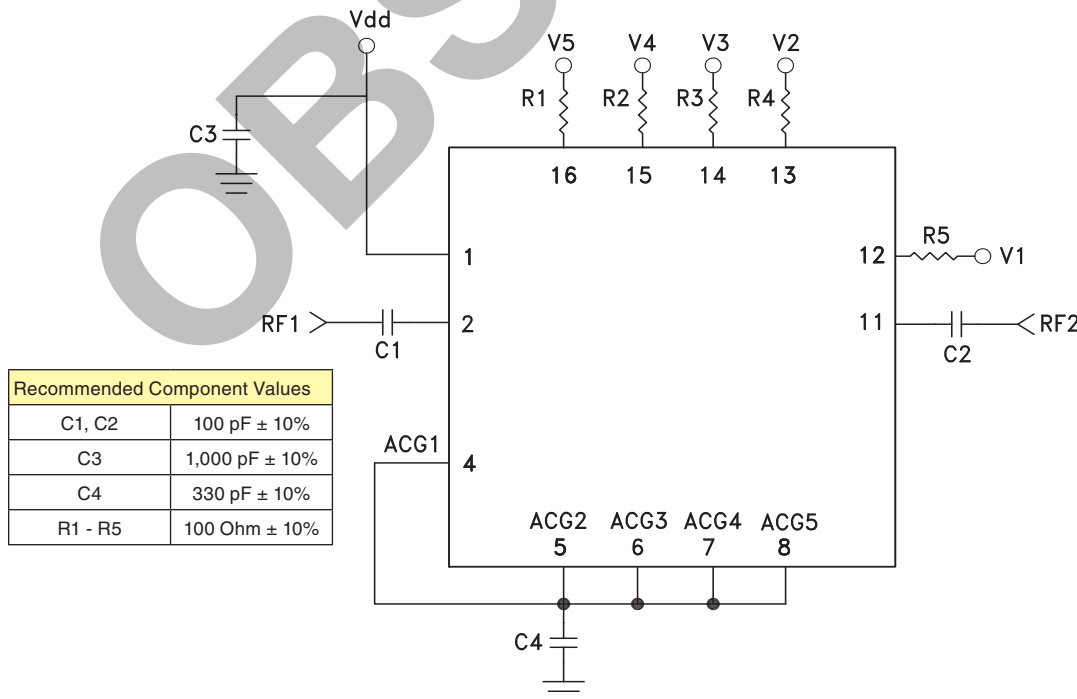 OBS
Vdd
V5 V4 V3 V2
R1 R2 R3 R4
C3
16 15 14 13
1
12 R5 V1
RF1 C1 2
11 C2 RF2
Recommended Component Values
C1, C2 100 pF ± 10%
C3 1,000 pF ± 10%
C4 330 pF ± 10%
R1 - R5 100 Ohm ± 10%
ACG1 4
ACG2 ACG3 ACG4 ACG5
5 6 7 8
C4